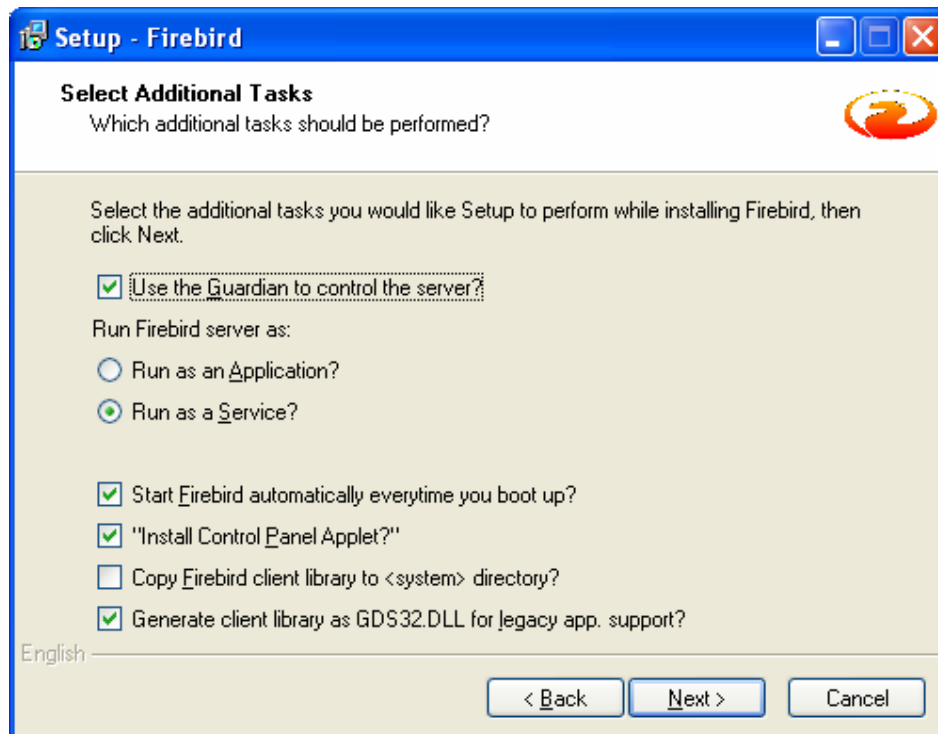 Setup - Firebird
Select Additional Tasks
Which additional tasks should be performed?
Select the additional tasks you would like Setup to perform while installing Firebird, then
click Next.
Use the Guardian to control the server?
Run Firebird server as:
Run as an Application?
Run as a Service?
Start Firebird automatically everytime you boot up?
"Install Control Panel Applet?"
Copy Firebird client library to <system> directory?
Generate client library as GDS32.DLL for legacy app. support?
English
< Back
Next >
Cancel